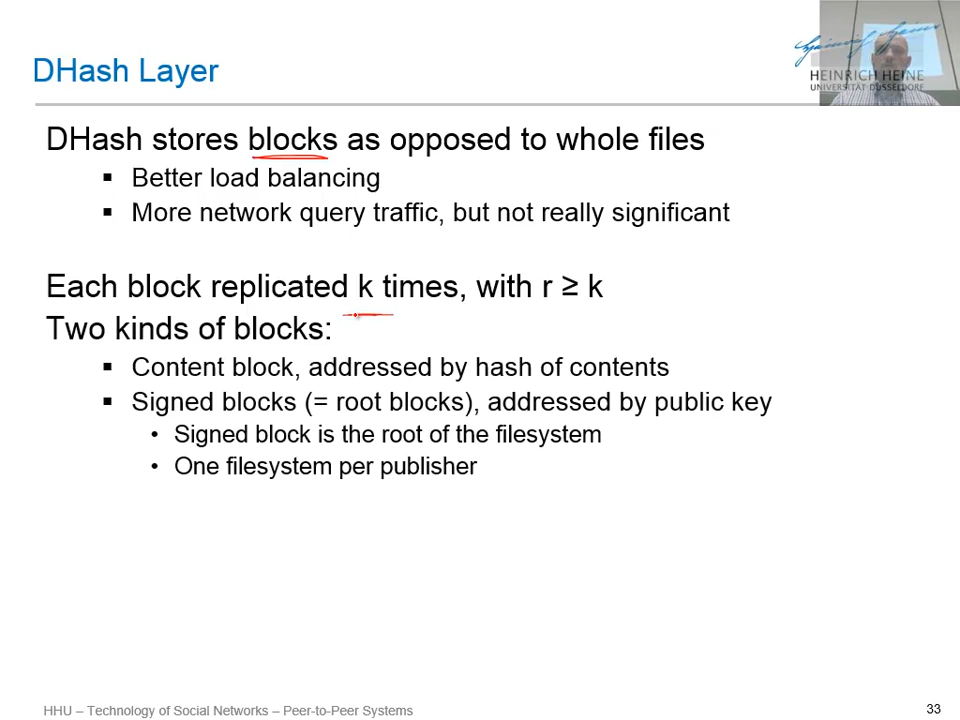 DHash Layer
HEINRICH HEINE
UNIVERSITÄT DÜSSELDORF
DHash stores blocks as opposed to whole files
▪ Better load balancing
▪ More network query traffic, but not really significant
Each block replicated k times, with r ≥ k
Two kinds of blocks:
▪ Content block, addressed by hash of contents
▪ Signed blocks (= root blocks), addressed by public key
• Signed block is the root of the filesystem
• One filesystem per publisher
HHU – Technology of Social Networks – Peer-to-Peer Systems
33